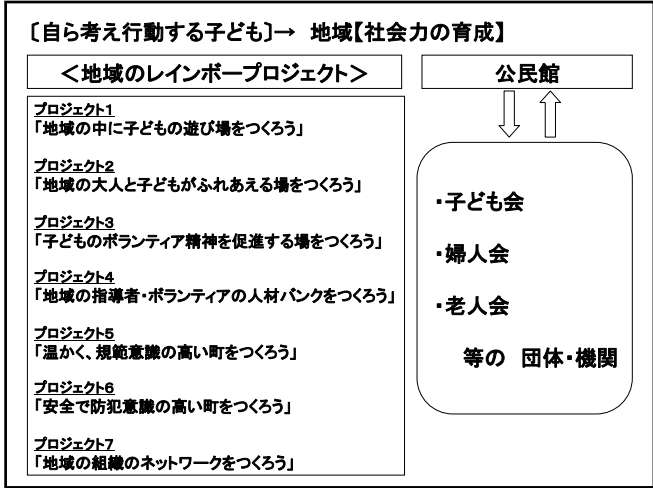 〔自ら考え行動する子ども〕→　地域【社会力の育成】
＜地域のレインボープロジェクト＞
プロジェクト1
「地域の中に子どもの遊び場をつくろう」
プロジェクト2
「地域の大人と子どもがふれあえる場をつくろう」
プロジェクト3
「子どものボランティア精神を促進する場をつくろう」
プロジェクト4
「地域の指導者・ボランティアの人材バンクをつくろう」
プロジェクト5
「温かく、規範意識の高い町をつくろう」
プロジェクト6
「安全で防犯意識の高い町をつくろう」
プロジェクト7
「地域の組織のネットワークをつくろう」
公民館
・子ども会
・婦人会
・老人会
等の　団体・機関